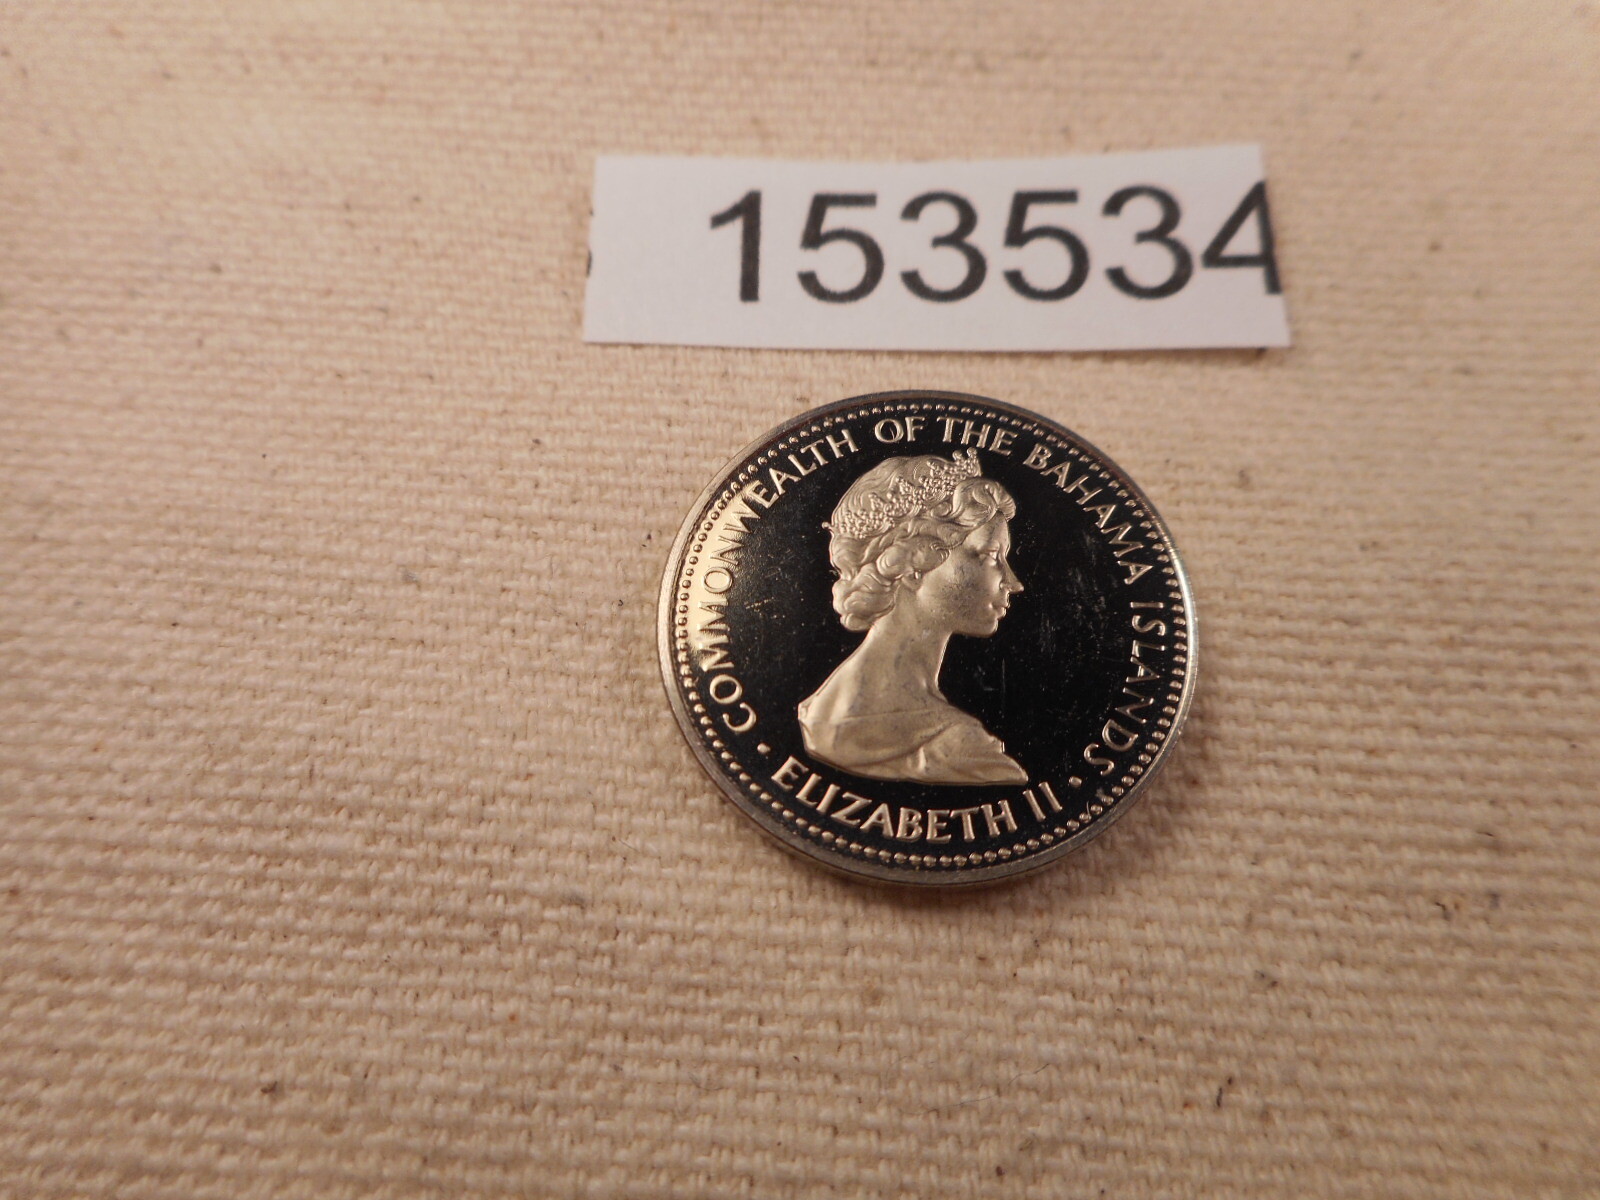 153534
COMMONWEALTH OF THE BAHAMA ISLANDS
· ELIZABETH II ·